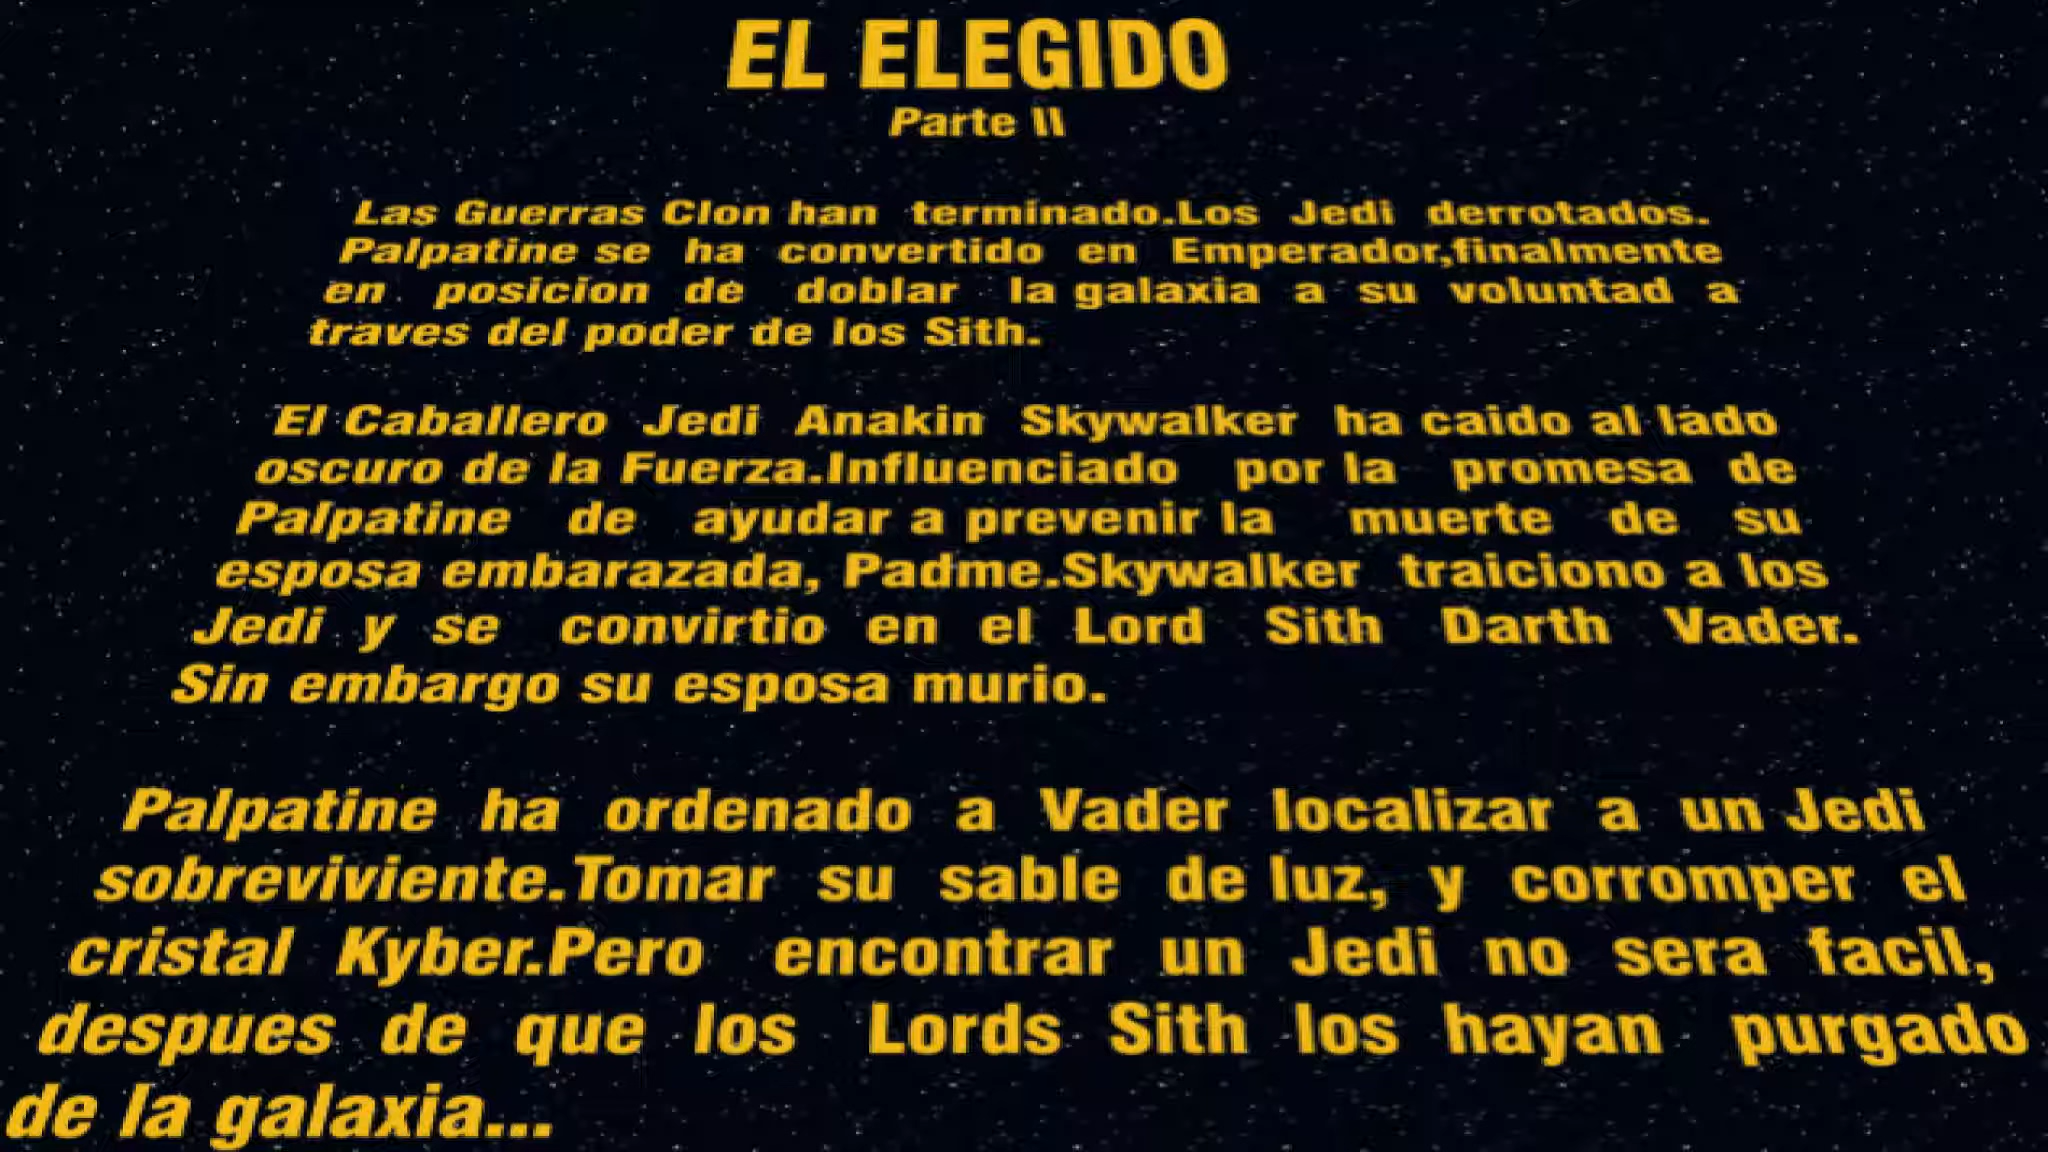 EL ELEGIDO
Parte II
Las Guerras Clon han terminado.Los Jedi derrotados.
Palpatine se ha convertido en Emperador,finalmente
en posicion de doblar la galaxia a su voluntad a
traves del poder de los Sith.
El Caballero Jedi Anakin Skywalker ha caido al lado
oscuro de la Fuerza.Influenciado por la promesa de
Palpatine de ayudar a prevenir la muerte de su
esposa embarazada, Padme.Skywalker traiciono a los
Jedi y se convirtio en el Lord Sith Darth Vader.
Sin embargo su esposa murio.
Palpatine ha ordenado a Vader localizar a un Jedi
sobreviviente.Tomar su sable de luz, y corromper el
cristal Kyber.Pero encontrar un Jedi no sera facil,
despues de que los Lords Sith los hayan purgado
de la galaxia...